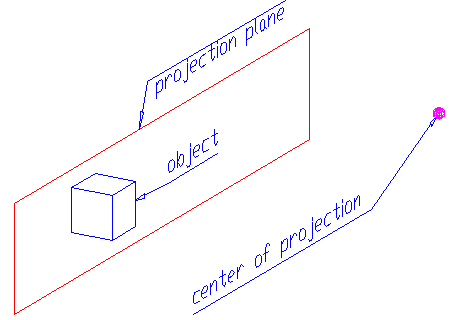 projection plane
object
center of projection